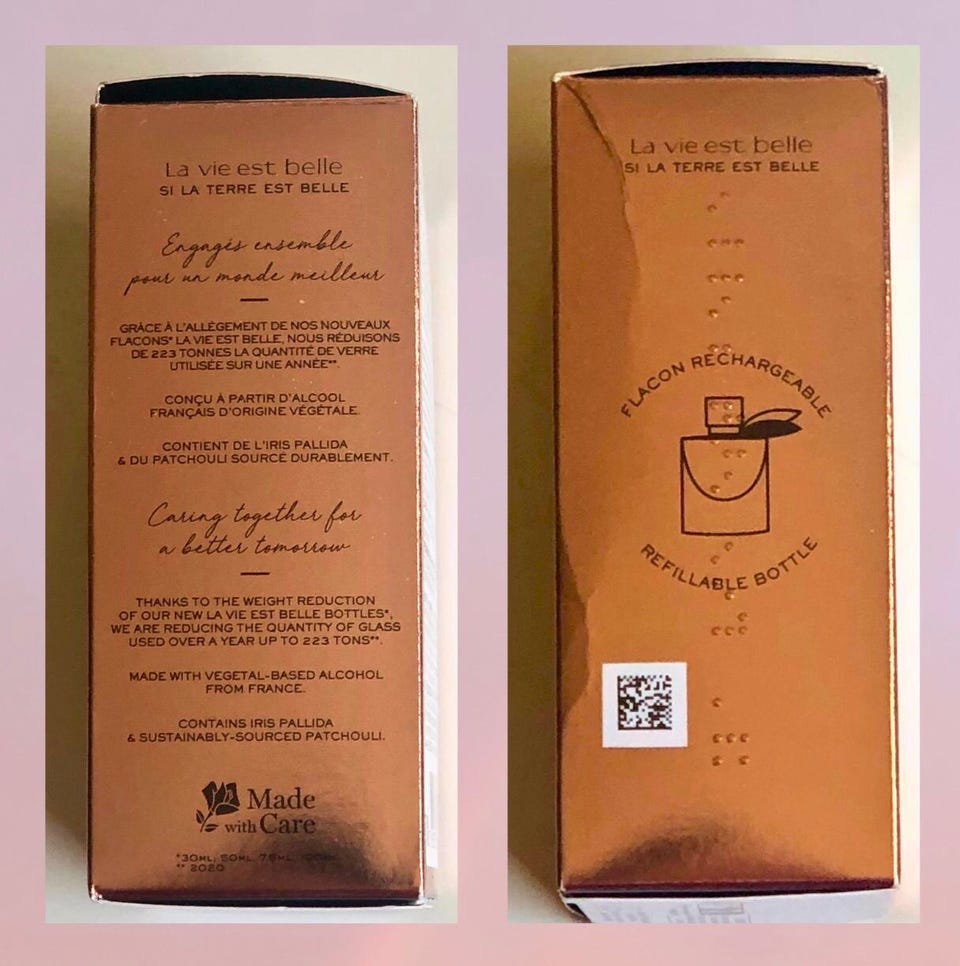 La vie est belle
SI LA TERRE EST BELLE
Engagés ensemble
pour un monde meilleur
GRÂCE À L'ALLÈGEMENT DE NOS NOUVEAUX
FLACONS* LA VIE EST BELLE, NOUS RÉDUISONS
DE 223 TONNES LA QUANTITÉ DE VERRE
UTILISÉE SUR UNE ANNÉE**.
CONÇU À PARTIR D'ALCOOL
FRANÇAIS D'ORIGINE VÉGÉTALE.
CONTIENT DE L'IRIS PALLIDA
& DU PATCHOULI SOURCÉ DURABLEMENT.
Caring together for
a better tomorrow
THANKS TO THE WEIGHT REDUCTION
OF OUR NEW LA VIE EST BELLE BOTTLES*,
WE ARE REDUCING THE QUANTITY OF GLASS
USED OVER A YEAR UP TO 223 TONS**.
MADE WITH VEGETAL-BASED ALCOHOL
FROM FRANCE.
CONTAINS IRIS PALLIDA
& SUSTAINABLY-SOURCED PATCHOULI.
Made
with Care
*30ML, 50ML, 75ML, 100ML
** 2020
La vie est belle
SI LA TERRE EST BELLE
FLACON RECHARGEABLE
REFILLABLE BOTTLE